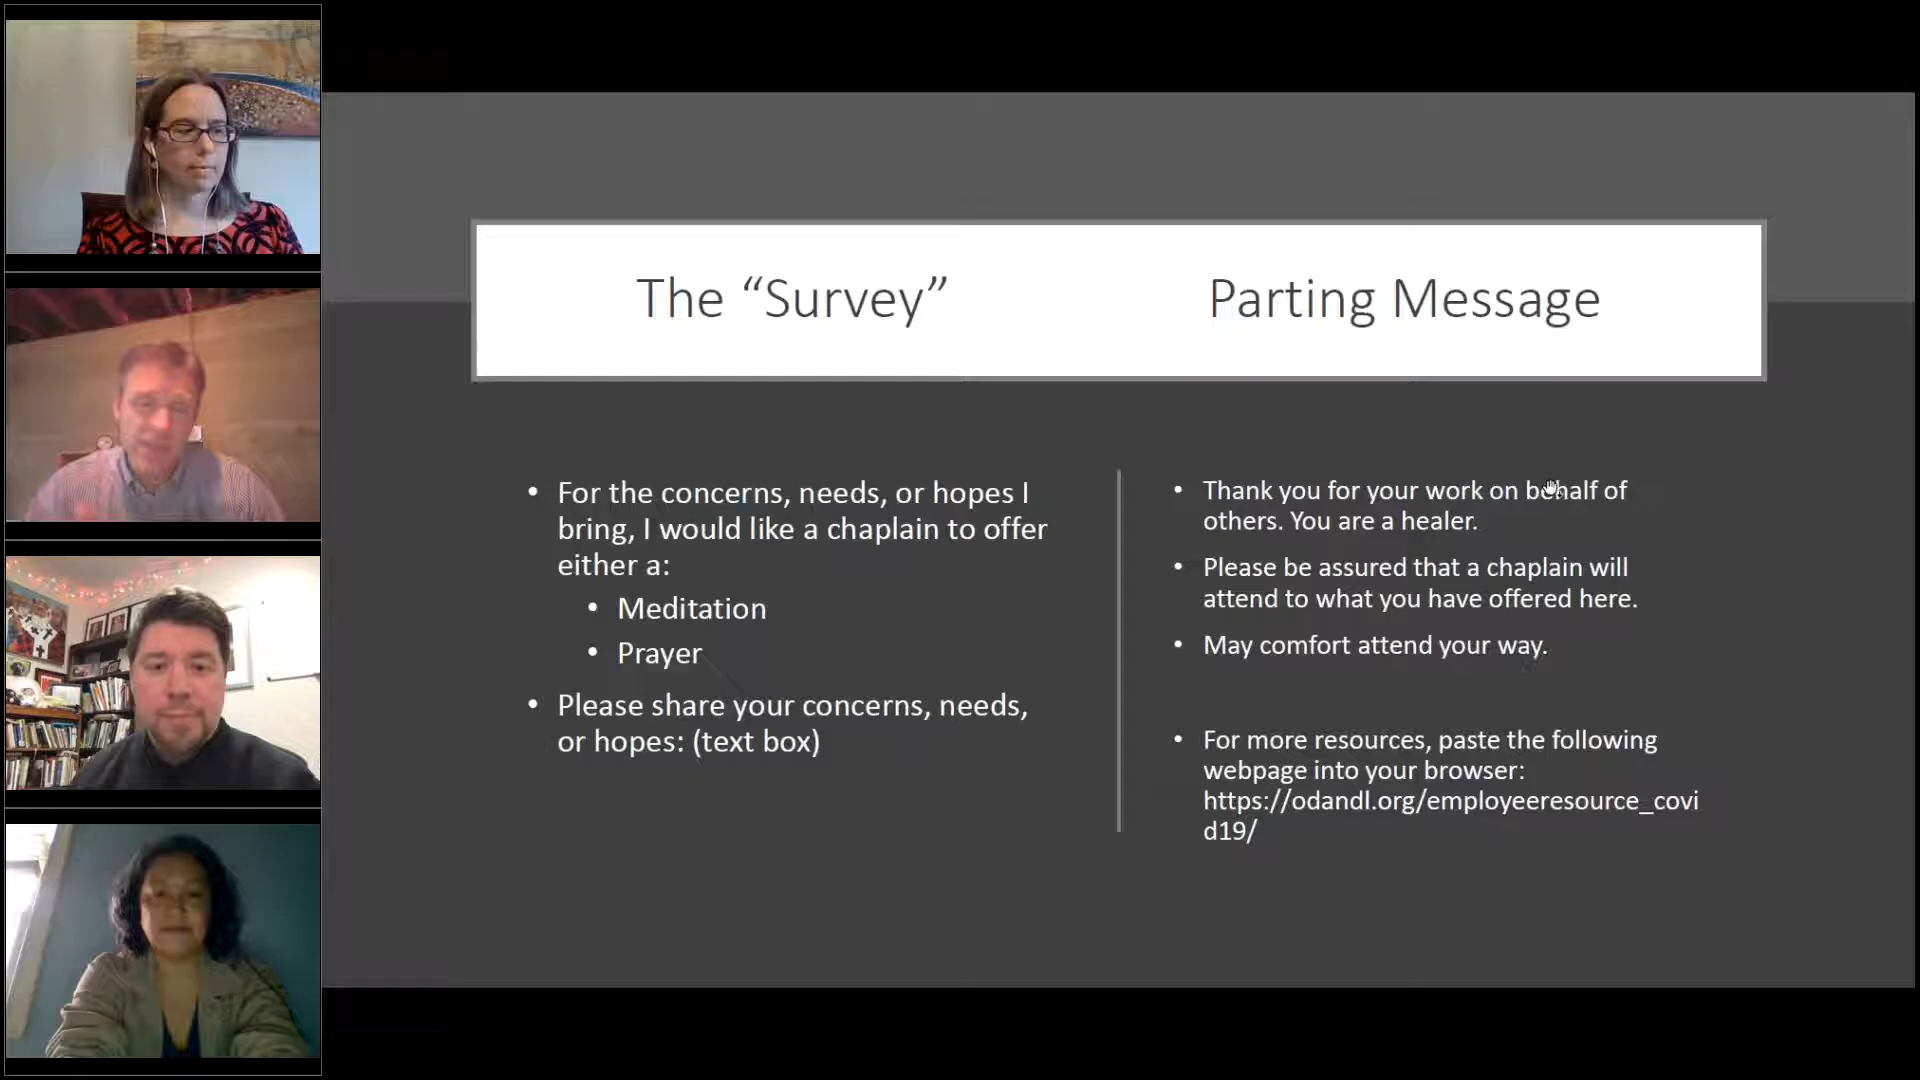 The “Survey”
Parting Message
• For the concerns, needs, or hopes I
bring, I would like a chaplain to offer
either a:
• Meditation
• Prayer
• Please share your concerns, needs,
or hopes: (text box)
• Thank you for your work on behalf of
others. You are a healer.
• Please be assured that a chaplain will
attend to what you have offered here.
• May comfort attend your way.
• For more resources, paste the following
webpage into your browser:
https://odandl.org/employeeresource_covi
d19/